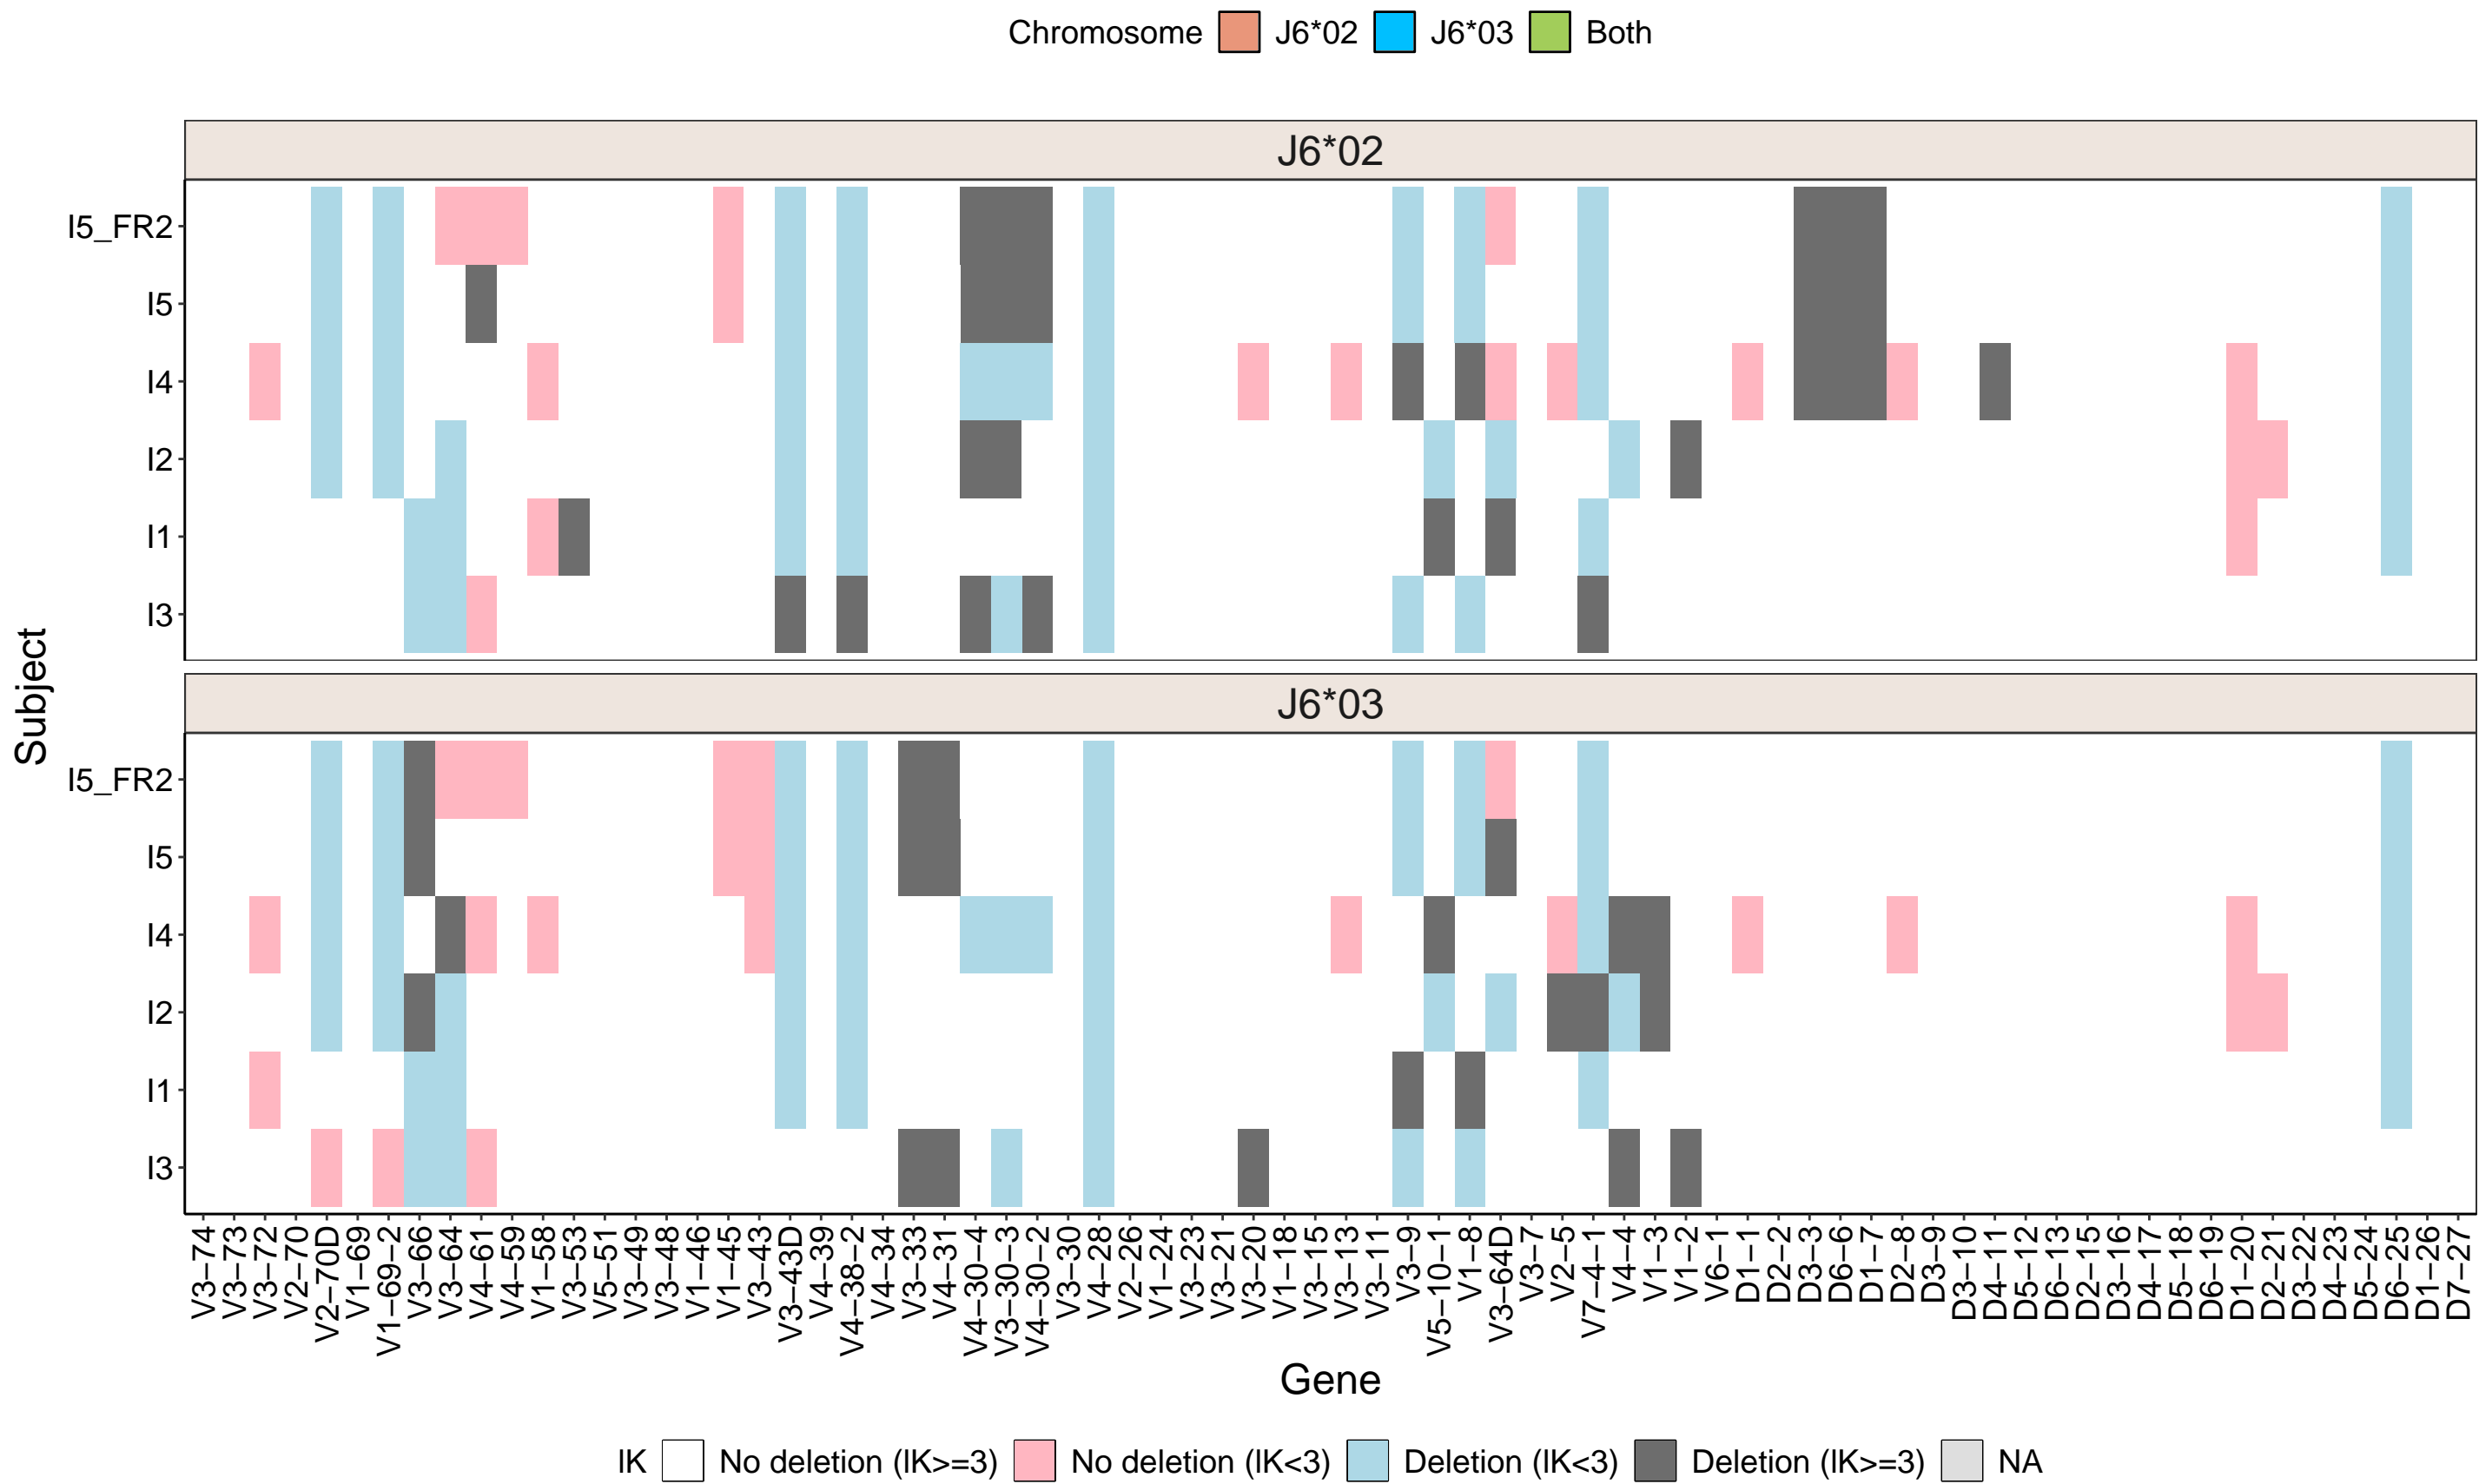 Chromosome J6*02 J6*03 Both
J6*02
I5_FR2
I5
I4
I2
I1
I3
J6*03
I5_FR2
I5
I4
I2
I1
I3
Subject
V3−74
V3−73
V3−72
V2−70
V2−70D
V1−69
V1−69−2
V3−66
V3−64
V4−61
V4−59
V1−58
V3−53
V5−51
V3−49
V3−48
V1−46
V1−45
V3−43
V3−43D
V4−39
V4−38−2
V4−34
V3−33
V4−31
V4−30−4
V3−30−3
V4−30−2
V3−30
V4−28
V2−26
V1−24
V3−23
V3−21
V3−20
V1−18
V3−15
V3−13
V3−11
V3−9
V5−10−1
V1−8
V3−64D
V3−7
V2−5
V7−4−1
V4−4
V1−3
V1−2
V6−1
D1−1
D2−2
D3−3
D6−6
D1−7
D2−8
D3−9
D3−10
D4−11
D5−12
D6−13
D2−15
D3−16
D4−17
D5−18
D6−19
D1−20
D2−21
D3−22
D4−23
D5−24
D6−25
D1−26
D7−27
Gene
lK No deletion (lK>=3) No deletion (lK<3) Deletion (lK<3) Deletion (lK>=3) NA